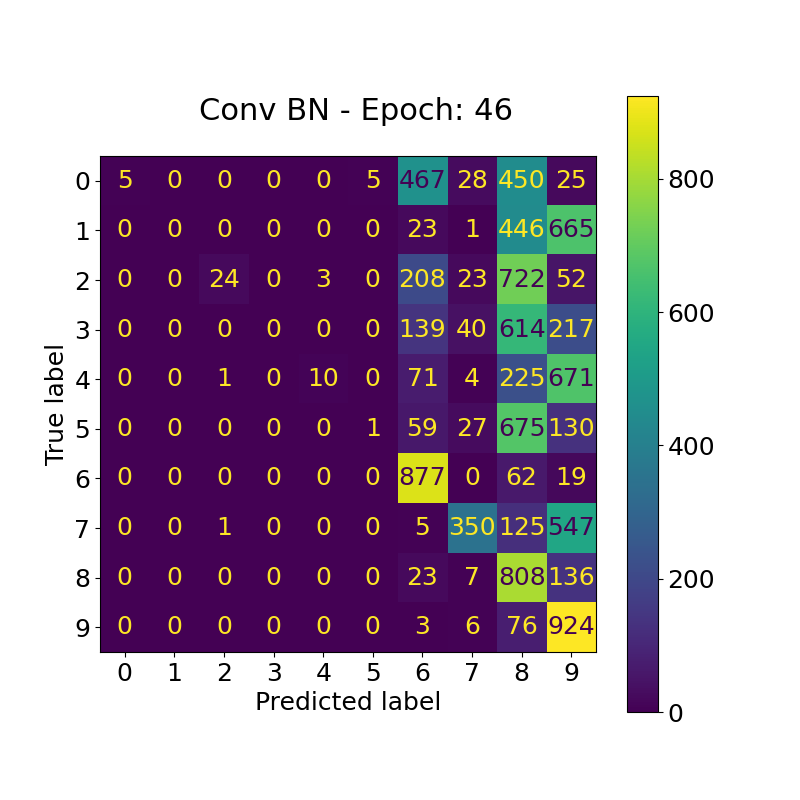 Conv BN - Epoch: 46
0 5 0 0 0 0 5 467 28 450 25
1 0 0 0 0 0 0 23 1 446 665
2 0 0 24 0 3 0 208 23 722 52
3 0 0 0 0 0 0 139 40 614 217
4 0 0 1 0 10 0 71 4 225 671
5 0 0 0 0 0 1 59 27 675 130
6 0 0 0 0 0 0 877 0 62 19
7 0 0 1 0 0 0 5 350 125 547
8 0 0 0 0 0 0 23 7 808 136
9 0 0 0 0 0 0 3 6 76 924
0 1 2 3 4 5 6 7 8 9
Predicted label
True label
800
600
400
200
0